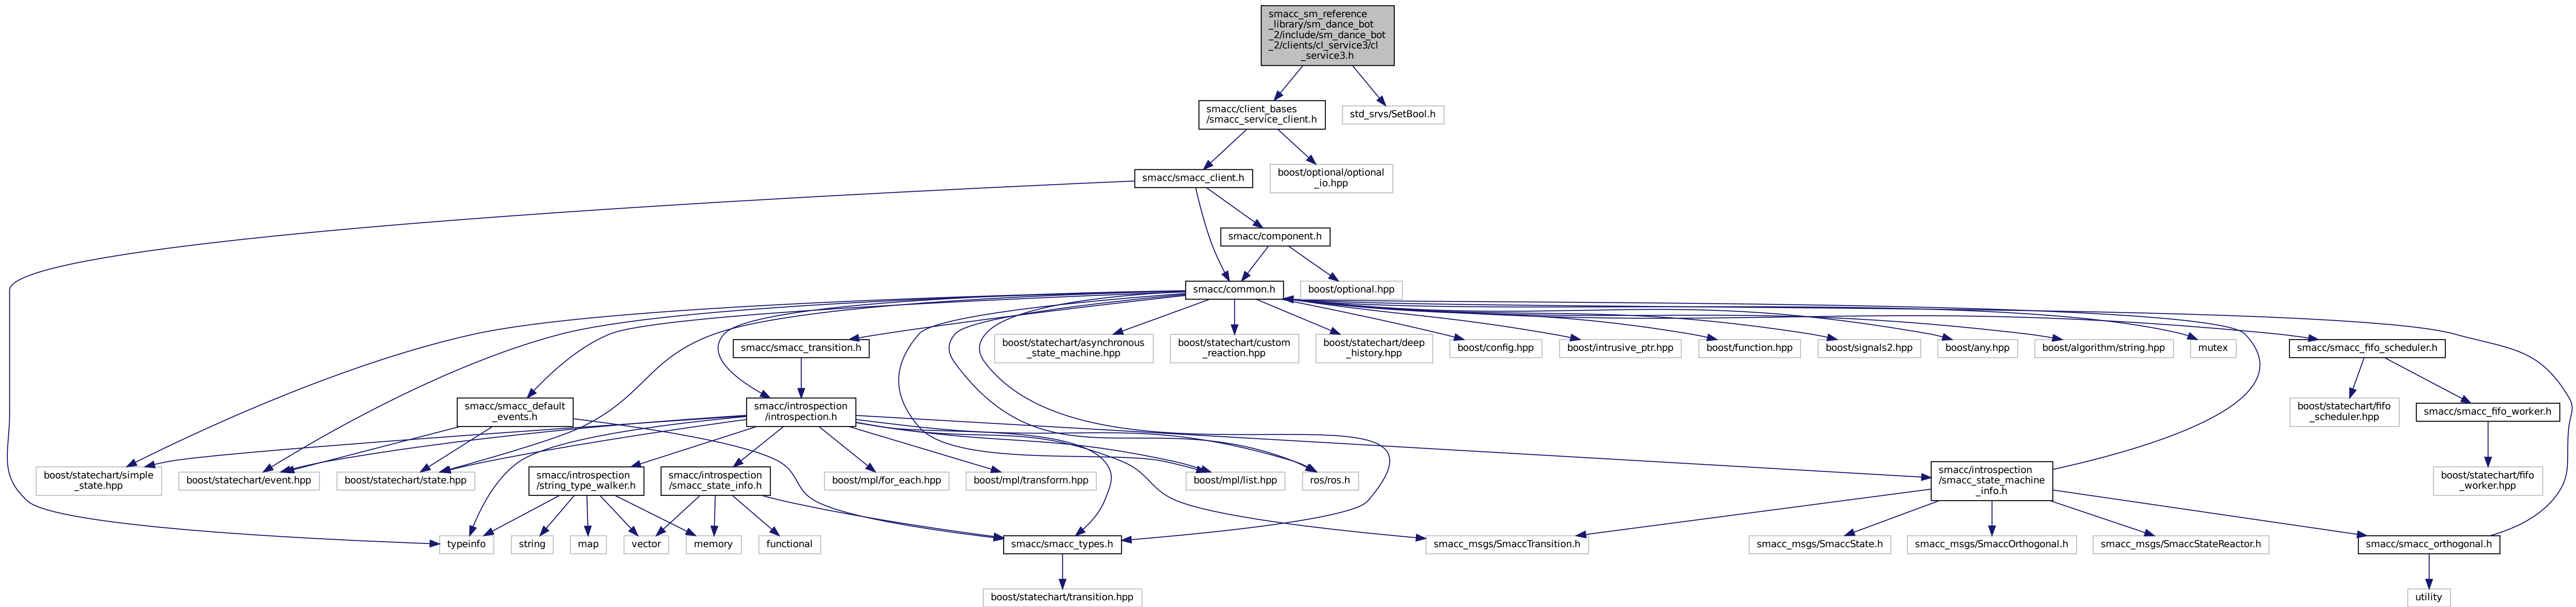 smacc_sm_reference
_library/sm_dance_bot
_2/include/sm_dance_bot
_2/clients/cl_service3/cl
_service3.h
smacc/client_bases
/smacc_service_client.h
std_srvs/SetBool.h
smacc/smacc_client.h
boost/optional/optional
_io.hpp
smacc/component.h
smacc/common.h
boost/optional.hpp
smacc/smacc_transition.h
boost/statechart/asynchronous
_state_machine.hpp
boost/statechart/custom
_reaction.hpp
boost/statechart/deep
_history.hpp
boost/config.hpp
boost/intrusive_ptr.hpp
boost/function.hpp
boost/signals2.hpp
boost/any.hpp
boost/algorithm/string.hpp
mutex
smacc/smacc_fifo_scheduler.h
smacc/smacc_default
_events.h
smacc/introspection
/introspection.h
boost/statechart/fifo
_scheduler.hpp
smacc/smacc_fifo_worker.h
boost/statechart/simple
_state.hpp
boost/statechart/event.hpp
boost/statechart/state.hpp
smacc/introspection
/string_type_walker.h
smacc/introspection
/smacc_state_info.h
boost/mpl/for_each.hpp
boost/mpl/transform.hpp
boost/mpl/list.hpp
ros/ros.h
smacc/introspection
/smacc_state_machine
_info.h
boost/statechart/fifo
_worker.hpp
typeinfo
string
map
vector
memory
functional
smacc/smacc_types.h
smacc_msgs/SmaccTransition.h
smacc_msgs/SmaccState.h
smacc_msgs/SmaccOrthogonal.h
smacc_msgs/SmaccStateReactor.h
smacc/smacc_orthogonal.h
boost/statechart/transition.hpp
utility